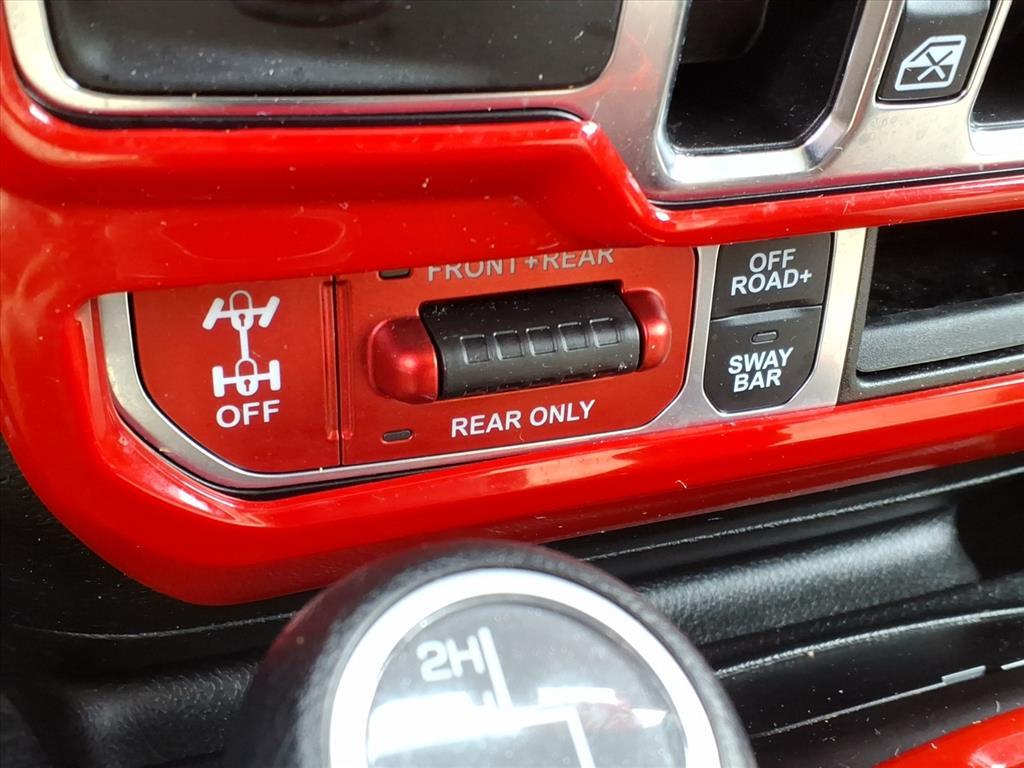 FRONT+REAR
OFF
REAR ONLY
OFF
ROAD+
SWAY
BAR
2H